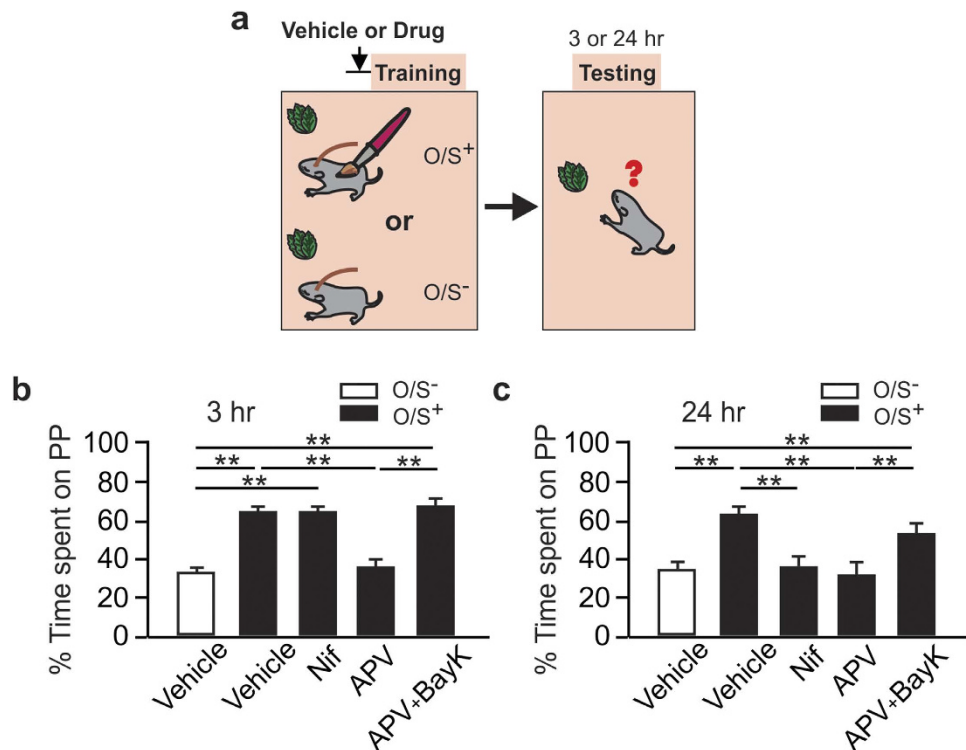 a
Vehicle or Drug
Training
3 or 24 hr
Testing
O/S+
or
O/S-
?
b
3 hr
O/S-
O/S+
% Time spent on PP
100
80
60
40
20
0
**
** ** **
**
Vehicle
Vehicle
Nif
APV
APV+BayK
c
24 hr
O/S-
O/S+
% Time spent on PP
100
80
60
40
20
0
**
** ** **
**
Vehicle
Vehicle
Nif
APV
APV+BayK